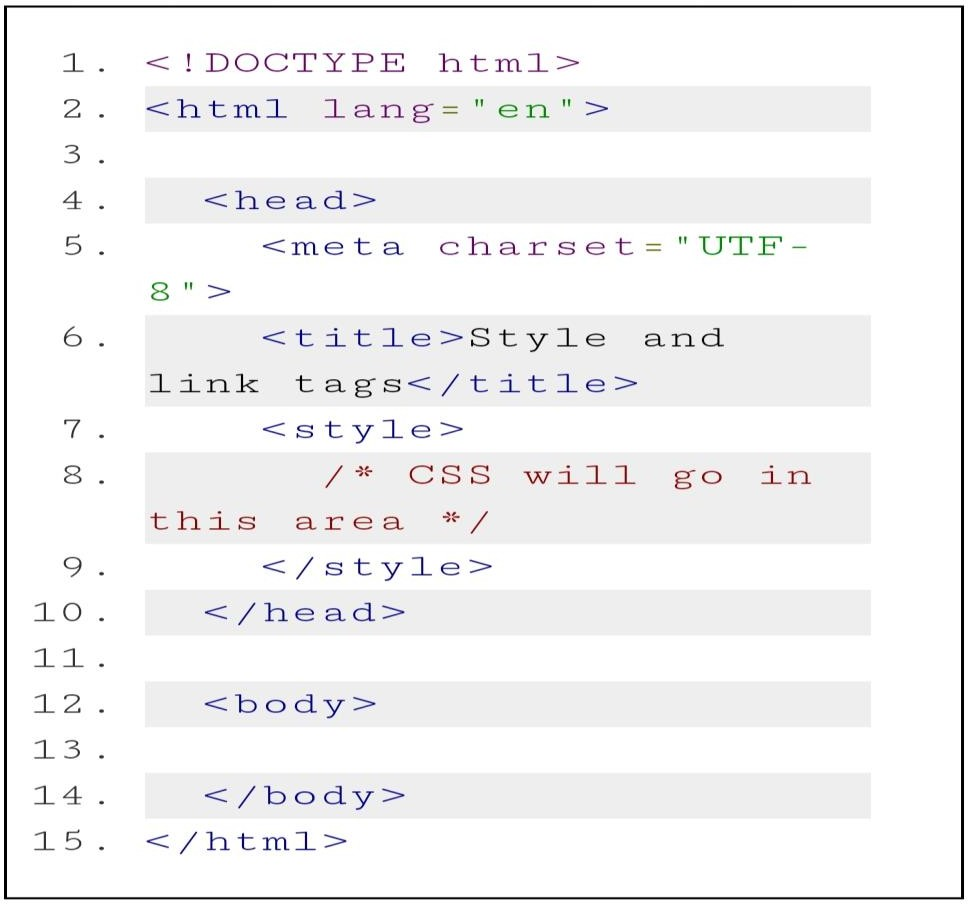 1. <!DOCTYPE html>
2. <html lang="en">
3.
4. <head>
5. <meta charset="UTF-
8">
6. <title>Style and
link tags</title>
7. <style>
8. /* CSS will go in
this area */
9. </style>
10. </head>
11.
12. <body>
13.
14. </body>
15. </html>